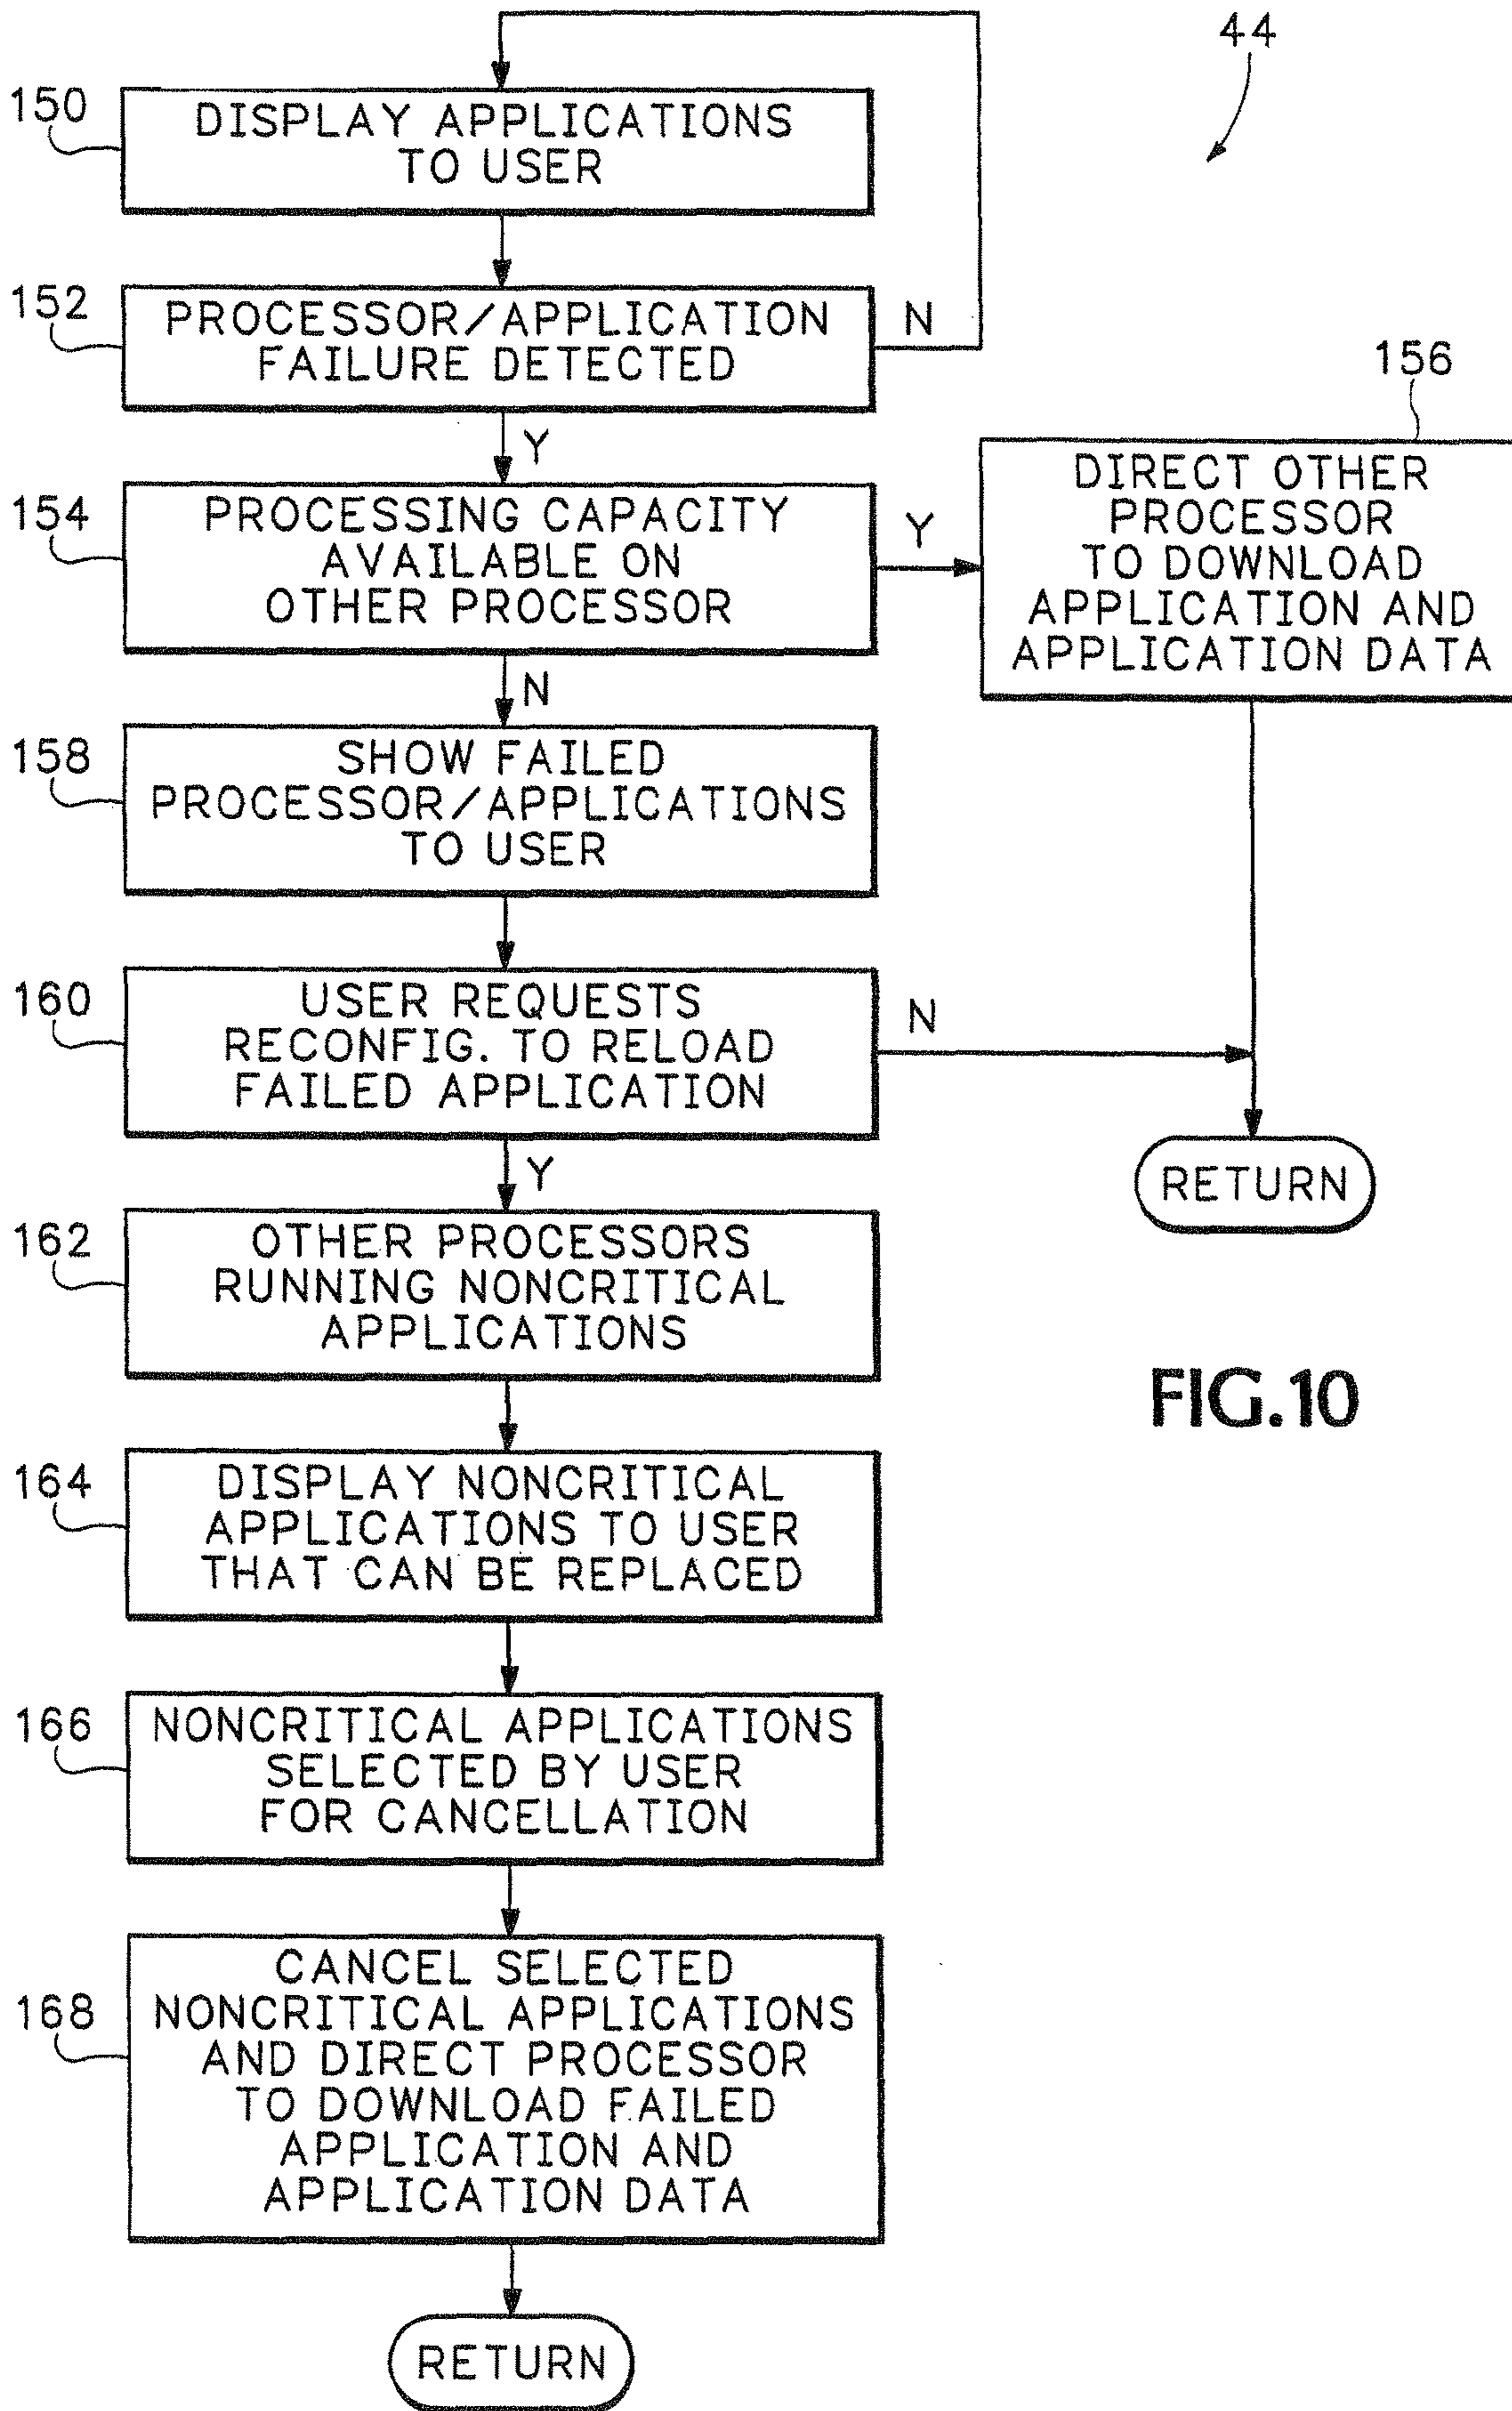 44
150
DISPLAY APPLICATIONS
TO USER
152
PROCESSOR/APPLICATION
FAILURE DETECTED
N
Y
154
PROCESSING CAPACITY
AVAILABLE ON
OTHER PROCESSOR
Y
156
DIRECT OTHER
PROCESSOR
TO DOWNLOAD
APPLICATION AND
APPLICATION DATA
N
158
SHOW FAILED
PROCESSOR/APPLICATIONS
TO USER
160
USER REQUESTS
RECONFIG. TO RELOAD
FAILED APPLICATION
N
RETURN
Y
162
OTHER PROCESSORS
RUNNING NONCRITICAL
APPLICATIONS
FIG.10
164
DISPLAY NONCRITICAL
APPLICATIONS TO USER
THAT CAN BE REPLACED
166
NONCRITICAL APPLICATIONS
SELECTED BY USER
FOR CANCELLATION
168
CANCEL SELECTED
NONCRITICAL APPLICATIONS
AND DIRECT PROCESSOR
TO DOWNLOAD FAILED
APPLICATION AND
APPLICATION DATA
RETURN